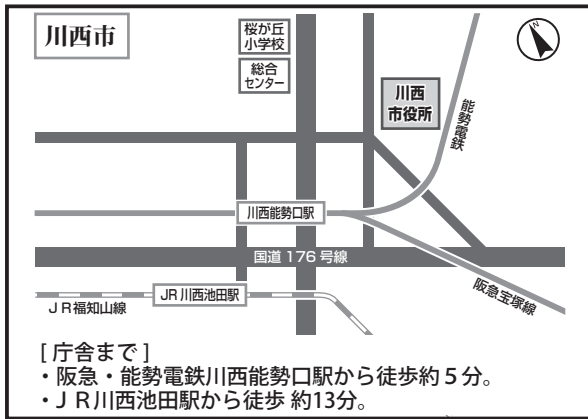 川西市
桜が丘
小学校
総合
センター
N
川西
市役所
能勢電鉄
川西能勢口駅
国道 176 号線
JR 川西池田駅
ＪＲ福知山線
阪急宝塚線
[ 庁舎まで ]
・阪急・能勢電鉄川西能勢口駅から徒歩約５分。
・ＪＲ川西池田駅から徒歩 約13分。